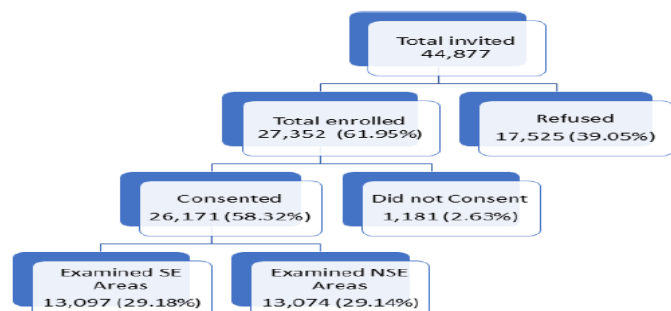 Total invited
44,877
Total enrolled
27,352 (61.95%)
Refused
17,525 (39.05%)
Consented
26,171 (58.32%)
Did not Consent
1,181 (2.63%)
Examined SE
Areas
13,097 (29.18%)
Examined NSE
Areas
13,074 (29.14%)